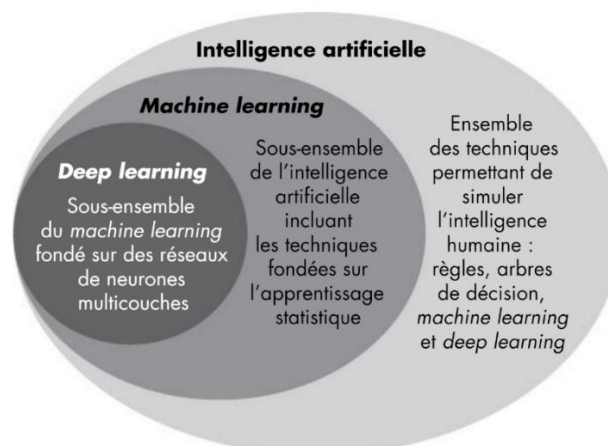 Intelligence artificielle
Machine learning
Deep learning
Sous-ensemble
du machine learning
fondé sur des réseaux
de neurones
multicouches
Sous-ensemble
de l’intelligence
artificielle
incluant
les techniques
fondées sur
l’apprentissage
statistique
Ensemble
des techniques
permettant de
simuler
l’intelligence
humaine :
règles, arbres
de décision,
machine learning
et deep learning